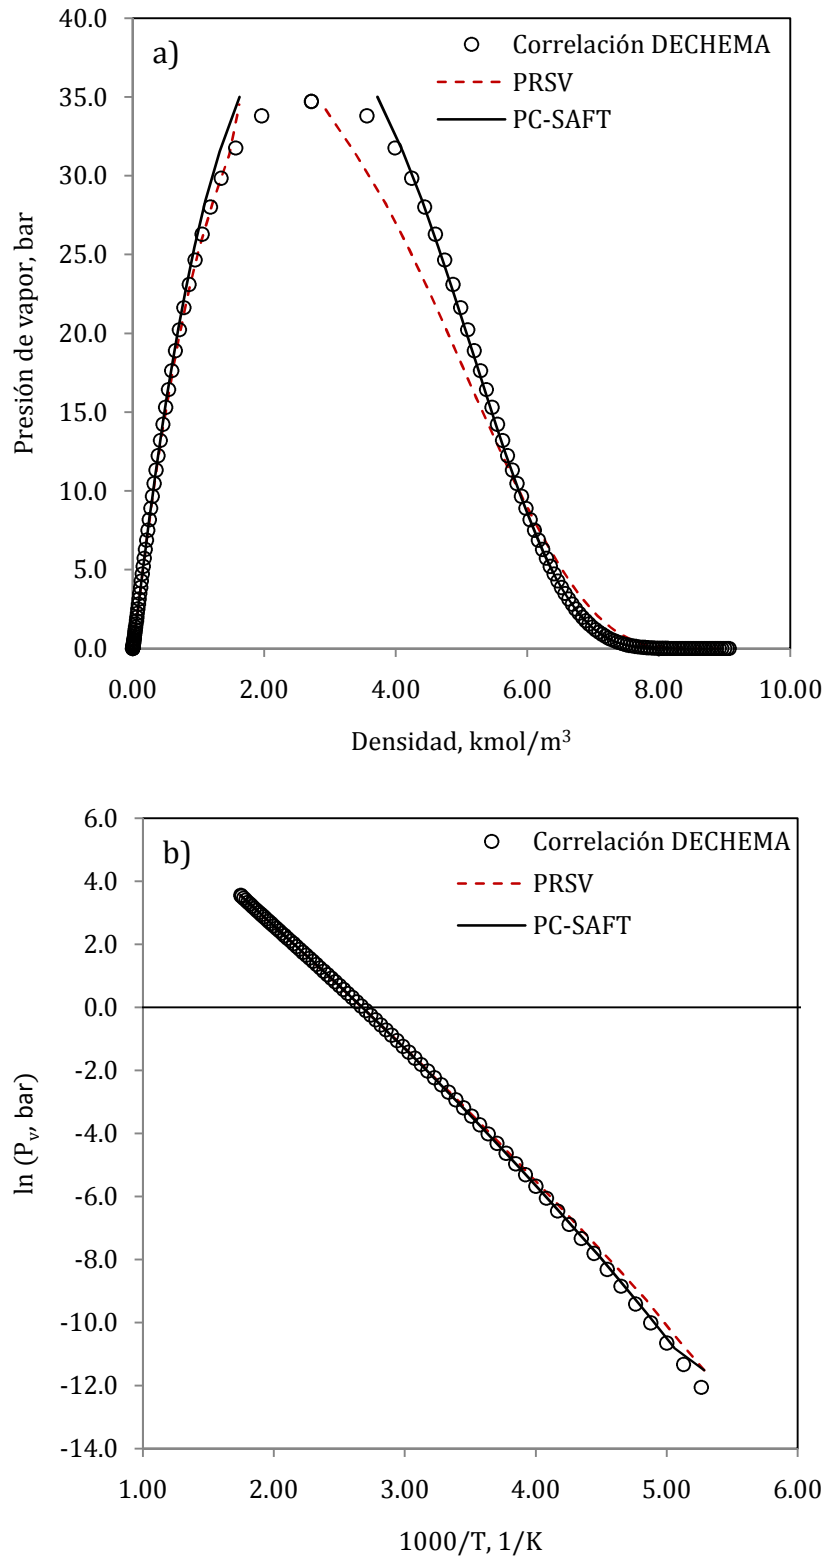 a)
Correlación DECHEMA
PRSV
PC-SAFT
40.0
35.0
30.0
25.0
20.0
15.0
10.0
5.0
0.0
Presión de vapor, bar
0.00 2.00 4.00 6.00 8.00 10.00
Densidad, kmol/m³
b)
Correlación DECHEMA
PRSV
PC-SAFT
6.0
4.0
2.0
0.0
-2.0
-4.0
-6.0
-8.0
-10.0
-12.0
-14.0
ln (Pᵥ, bar)
1.00 2.00 3.00 4.00 5.00 6.00
1000/T, 1/K